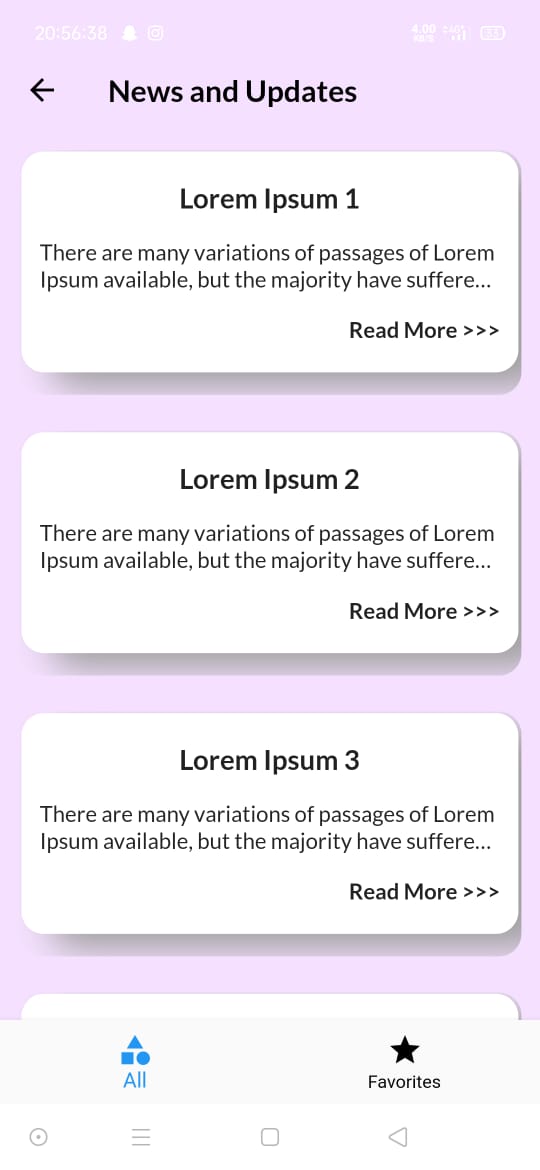 20:56:38
4.00
KB/S
4G
News and Updates
Lorem Ipsum 1
There are many variations of passages of Lorem
Ipsum available, but the majority have suffere...
Read More >>>
Lorem Ipsum 2
There are many variations of passages of Lorem
Ipsum available, but the majority have suffere...
Read More >>>
Lorem Ipsum 3
There are many variations of passages of Lorem
Ipsum available, but the majority have suffere...
Read More >>>
All
Favorites